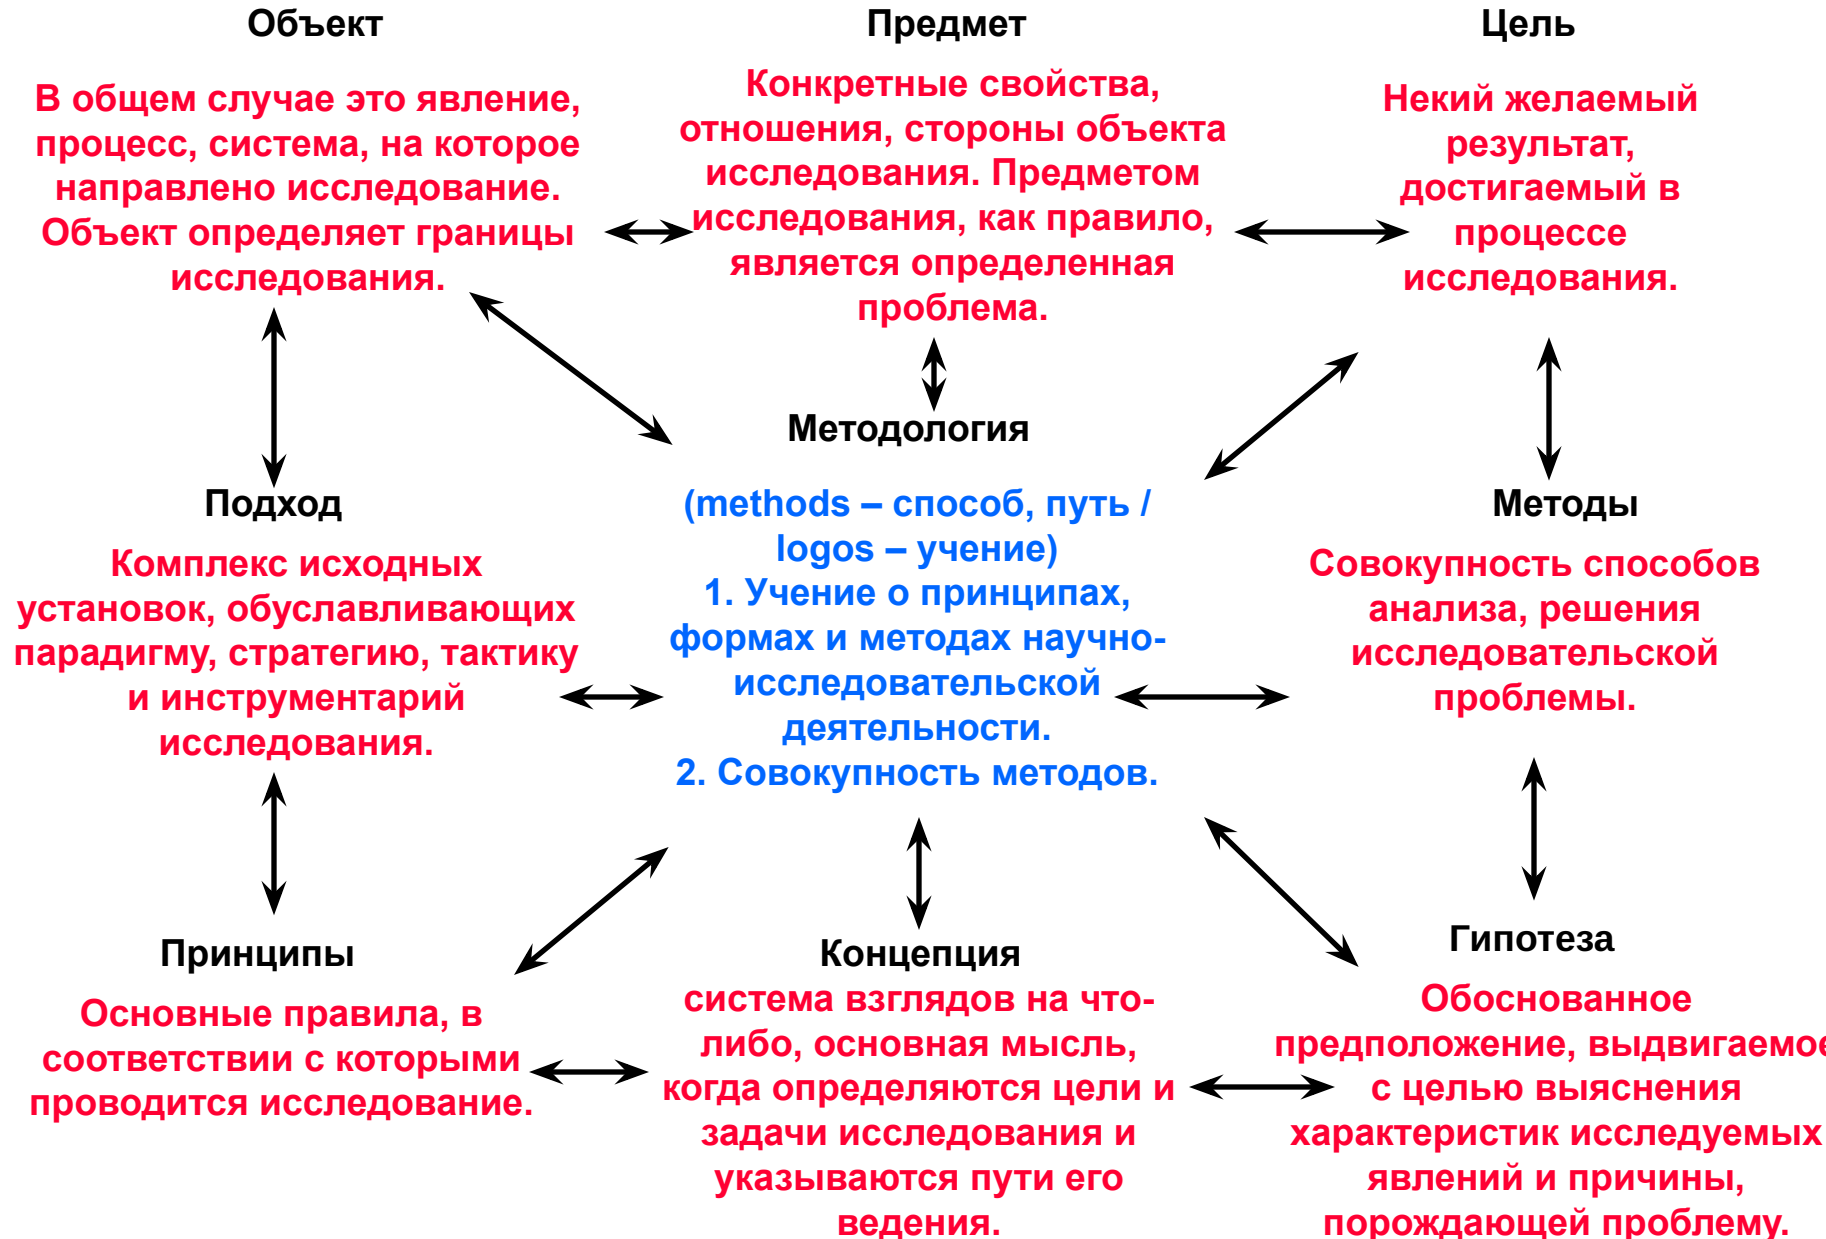 Объект
В общем случае это явление,
процесс, система, на которое
направлено исследование.
Объект определяет границы
исследования.
Предмет
Конкретные свойства,
отношения, стороны объекта
исследования. Предметом
исследования, как правило,
является определенная
проблема.
Цель
Некий желаемый
результат,
достигаемый в
процессе
исследования.
Подход
Комплекс исходных
установок, обуславливающих
парадигму, стратегию, тактику
и инструментарий
исследования.
Методология
(methods – способ, путь /
logos – учение)
1. Учение о принципах,
формах и методах научно-
исследовательской
деятельности.
2. Совокупность методов.
Методы
Совокупность способов
анализа, решения
исследовательской
проблемы.
Принципы
Основные правила, в
соответствии с которыми
проводится исследование.
Концепция
система взглядов на что-
либо, основная мысль,
когда определяются цели и
задачи исследования и
указываются пути его
ведения.
Гипотеза
Обоснованное
предположение, выдвигаемое
с целью выяснения
характеристик исследуемых
явлений и причины,
порождающей проблему.